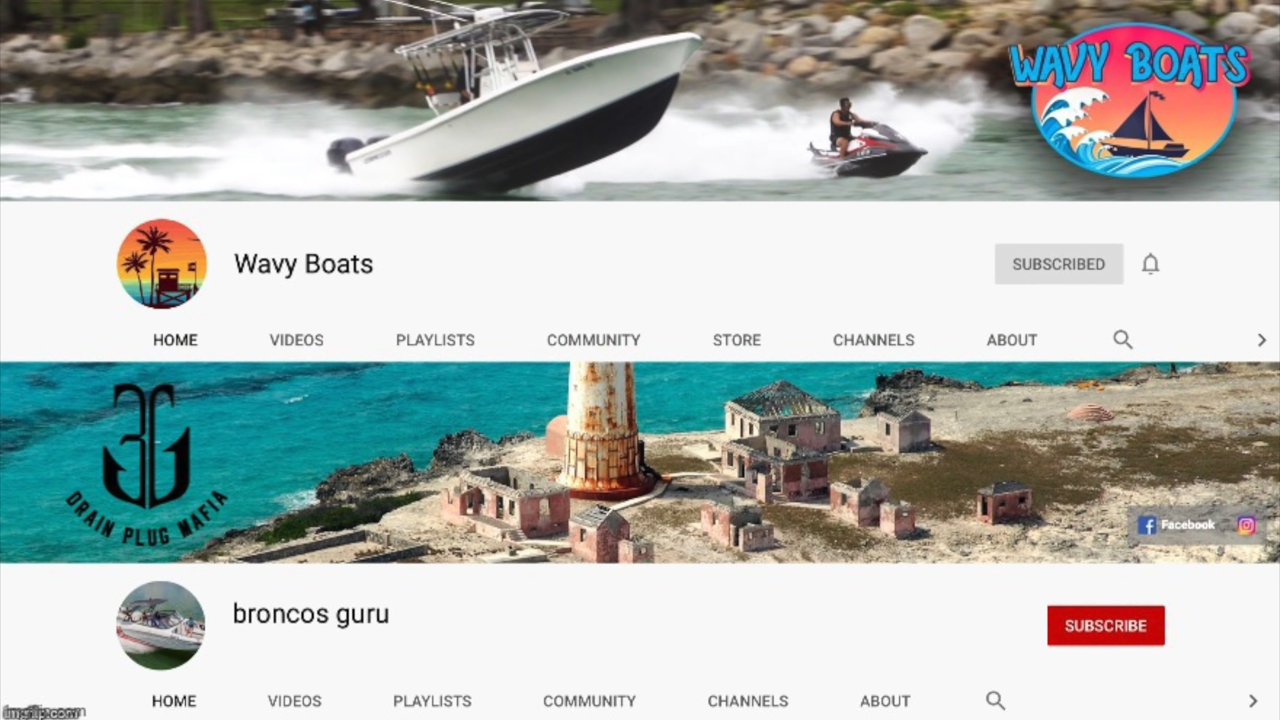 WAVY BOATS
Wavy Boats
SUBSCRIBED
HOME VIDEOS PLAYLISTS COMMUNITY STORE CHANNELS ABOUT
3G
DRAIN PLUG MAFIA
Facebook
broncos guru
SUBSCRIBE
HOME VIDEOS PLAYLISTS COMMUNITY CHANNELS ABOUT
imgflip.com